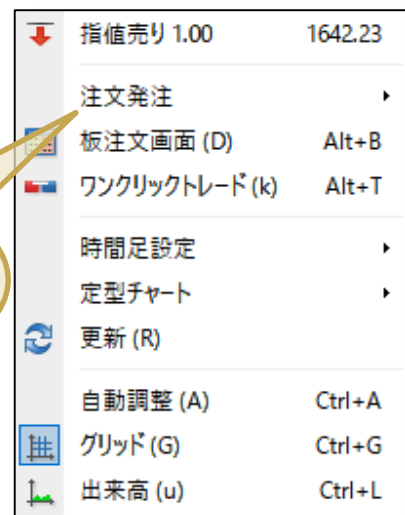 指値売り 1.00 1642.23
注文発注
板注文画面 (D) Alt+B
ワンクリックトレード (k) Alt+T
時間足設定
定型チャート
更新 (R)
自動調整 (A) Ctrl+A
グリッド (G) Ctrl+G
出来高 (u) Ctrl+L